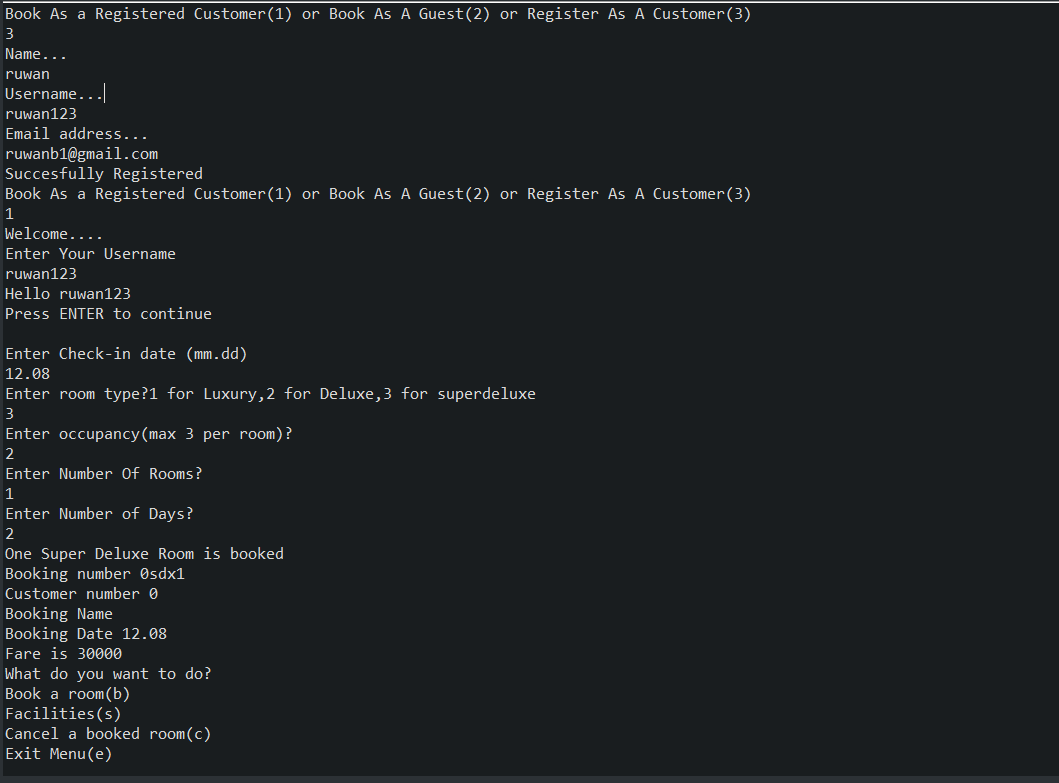 Book As a Registered Customer(1) or Book As A Guest(2) or Register As A Customer(3)
3
Name...
ruwan
Username...
ruwan123
Email address...
ruwanb1@gmail.com
Succesfully Registered
Book As a Registered Customer(1) or Book As A Guest(2) or Register As A Customer(3)
1
Welcome....
Enter Your Username
ruwan123
Hello ruwan123
Press ENTER to continue
Enter Check-in date (mm.dd)
12.08
Enter room type?1 for Luxury,2 for Deluxe,3 for superdeluxe
3
Enter occupancy(max 3 per room)?
2
Enter Number Of Rooms?
1
Enter Number of Days?
2
One Super Deluxe Room is booked
Booking number 0sdx1
Customer number 0
Booking Name
Booking Date 12.08
Fare is 30000
What do you want to do?
Book a room(b)
Facilities(s)
Cancel a booked room(c)
Exit Menu(e)